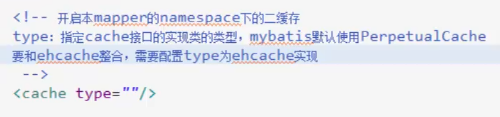 <!-- 开启本mapper的namespace下的二缓存
type：指定cache接口的实现类的类型，mybatis默认使用PerpetualCache
要和ehcache整合，需要配置type为ehcache实现
-->
<cache type=""/>